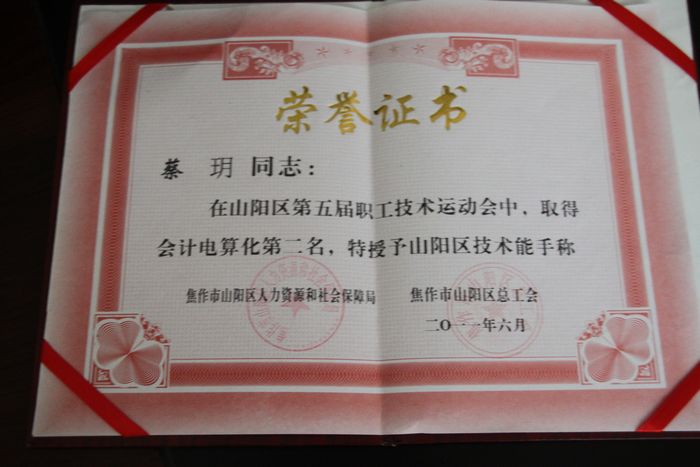 荣誉证书
蔡 玥 同志：
在山阳区第五届职工技术运动会中，取得
会计电算化第二名，特授予山阳区技术能手称
焦作市山阳区人力资源和社会保障局 焦作市山阳区总工会
二〇一一年六月